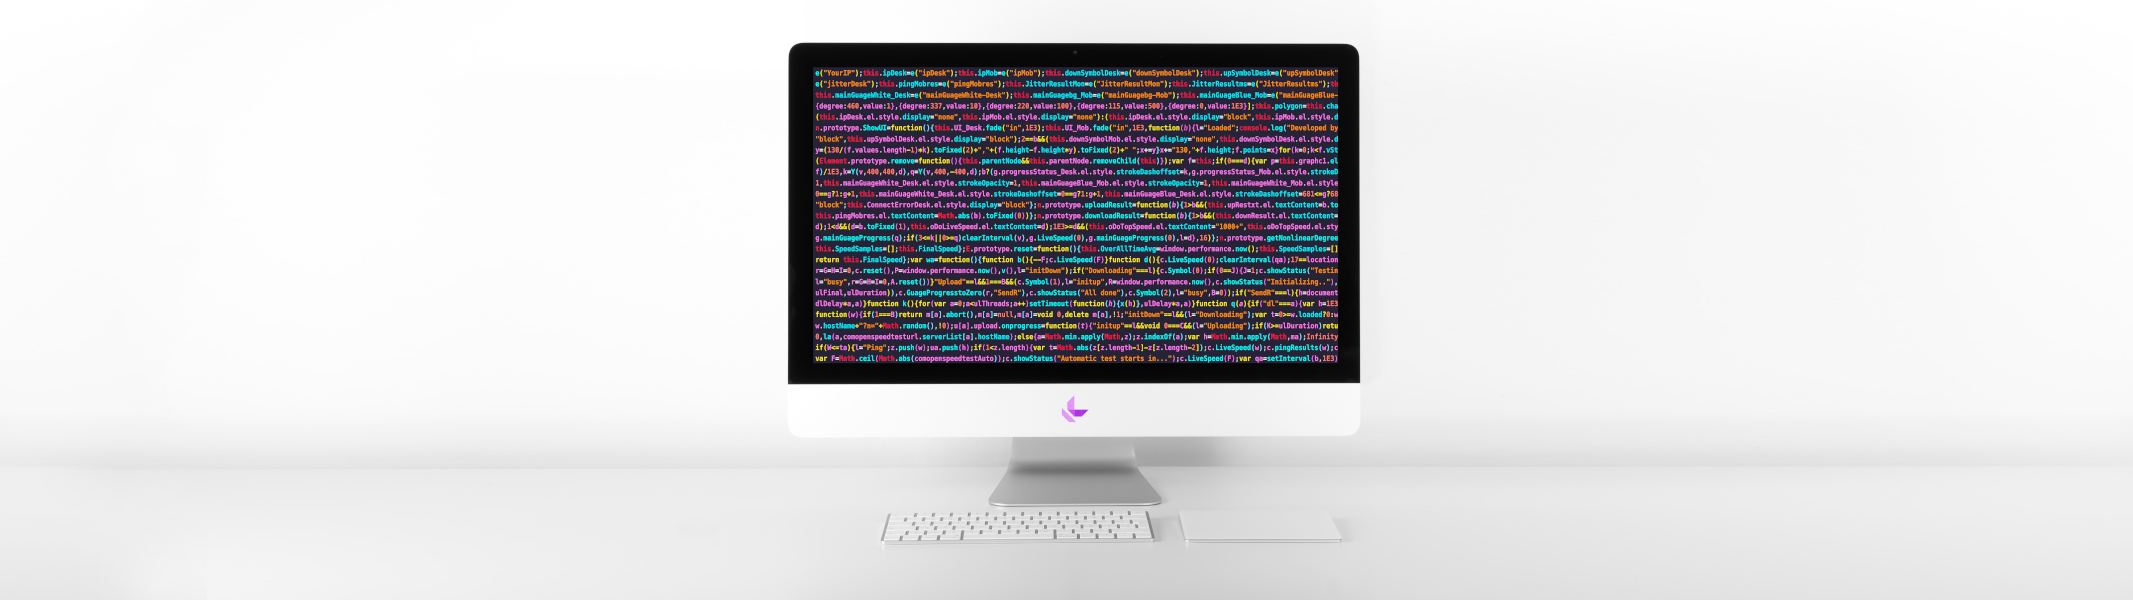 e("YourIP");this.ipDesk=e("ipDesk");this.ipMob=e("ipMob");this.downSymbolDesk=e("downSymbolDesk");this.upSymbolDesk=e("upSymbolDesk"
e("jitterDesk");this.pingMobres=e("pingMobres");this.JitterResultMon=e("JitterResultMon");this.JitterResultms=e("JitterResultms");th
this.mainGuageWhite_Desk=e("mainGuageWhite-Desk");this.mainGuagebg_Mob=e("mainGuagebg-Mob");this.mainGuageBlue_Mob=e("mainGuageBlue-
{degree:460,value:1},{degree:337,value:10},{degree:220,value:100},{degree:115,value:500},{degree:0,value:1E3}];this.polygon=this.cha
(this.ipDesk.el.style.display="none",this.ipMob.el.style.display="none"):(this.ipDesk.el.style.display="block",this.ipMob.el.style.d
n.prototype.ShowUI=function(){this.UI_Desk.fade("in",1E3);this.UI_Mob.fade("in",1E3,function(b){l="Loaded";console.log("Developed by
"block",this.upSymbolDesk.el.style.display="block");2==b&&(this.downSymbolMob.el.style.display="none",this.downSymbolDesk.el.style.d
y=(130/(f.values.length-1)*k).toFixed(2)+","+(f.height-f.height*y).toFixed(2)+" ";x+=y}x+="130,"+f.height;f.points=x}for(k=0;k<f.vSt
(Element.prototype.remove=function(){this.parentNode&&this.parentNode.removeChild(this)});var f=this;if(0===d){var p=this.graphc1.el
f)/1E3,k=Y(v,400,400,d),q=Y(v,400,-400,d);b?(g.progressStatus_Desk.el.style.strokeDashoffset=k,g.progressStatus_Mob.el.style.strokeD
1,this.mainGuageWhite_Desk.el.style.strokeOpacity=1,this.mainGuageBlue_Mob.el.style.strokeOpacity=1,this.mainGuageWhite_Mob.el.style
0==g?1:g+1,this.mainGuageWhite_Desk.el.style.strokeDashoffset=0==g?1:g+1,this.mainGuageBlue_Desk.el.style.strokeDashoffset=681<=g?68
"block";this.ConnectErrorDesk.el.style.display="block"};n.prototype.uploadResult=function(b){1>b&&(this.upRestxt.el.textContent=b.to
this.pingMobres.el.textContent=Math.abs(b).toFixed(0))};n.prototype.downloadResult=function(b){1>b&&(this.downResult.el.textContent=
d);1<d&&(d=b.toFixed(1),this.oDoLiveSpeed.el.textContent=d);1E3>=d&&(this.oDoTopSpeed.el.textContent="1000+",this.oDoTopSpeed.el.sty
g.mainGuageProgress(q);if(3<=k||0>=q)clearInterval(v),g.LiveSpeed(0),g.mainGuageProgress(0),l=d},16)};n.prototype.getNonlinearDegree
this.SpeedSamples=[];this.FinalSpeed};E.prototype.reset=function(){this.OverAllTimeAvg=window.performance.now();this.SpeedSamples=[]
return this.FinalSpeed};var wa=function(){function b(){--F;c.LiveSpeed(F)}function d(){c.LiveSpeed(0);clearInterval(qa);17==location
r=G=H=I=0,c.reset(),P=window.performance.now(),v(),l="initDown");if("Downloading"===l){c.Symbol(0);if(0==J){J=1;c.showStatus("Testin
l="busy",r=G=H=I=0,A.reset())}"Upload"==l&&1===B&&(c.Symbol(1),l="initup",R=window.performance.now(),c.showStatus("Initializing.."),
ulFinal,ulDuration)),c.GuageProgresstoZero(r,"SendR"),c.showStatus("All done"),c.Symbol(2),l="busy",B=0));if("SendR"===l){h=document
dlDelay*a,a)}function k(){for(var a=0;a<ulThreads;a++)setTimeout(function(h){x(h)},ulDelay*a,a)}function q(a){if("dl"===a){var h=1E3
function(w){if(1===B)return m[a].abort(),m[a]=null,m[a]=void 0,delete m[a],!1;"initDown"==l&&(l="Downloading");var t=0>=w.loaded?0:w
w.hostName+"?n="+Math.random(),!0);u[a].upload.onprogress=function(t){"initup"==l&&void 0===C&&(l="Uploading");if(K>=ulDuration)retu
0,la(a,comopenspeedtesturl.serverList[a].hostName);else{a=Math.min.apply(Math,z);z.indexOf(a);var h=Math.min.apply(Math,ma);Infinity
if(W<=ta){l="Ping";z.push(w);ua.push(h);if(1<z.length){var t=Math.abs(z[z.length-1]-z[z.length-2]);c.LiveSpeed(w);c.pingResults(w);c
var F=Math.ceil(Math.abs(comopenspeedtestAuto));c.showStatus("Automatic test starts in...");c.LiveSpeed(F);var qa=setInterval(b,1E3)